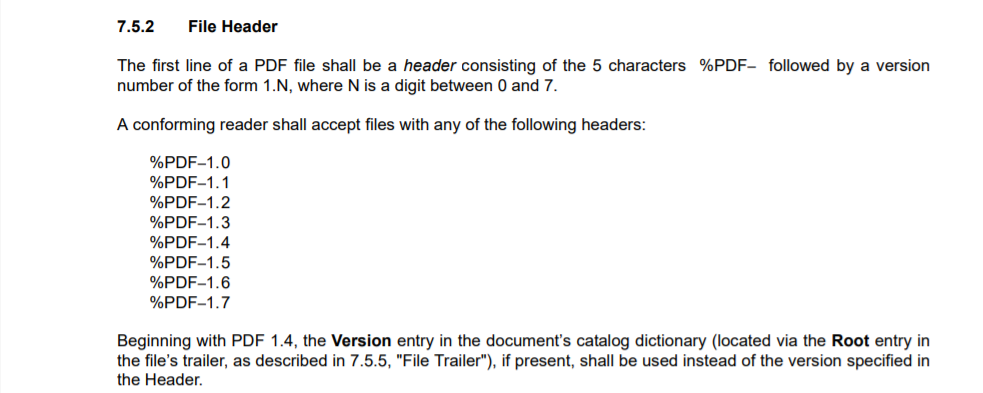 7.5.2 File Header
The first line of a PDF file shall be a header consisting of the 5 characters %PDF– followed by a version
number of the form 1.N, where N is a digit between 0 and 7.
A conforming reader shall accept files with any of the following headers:
%PDF–1.0
%PDF–1.1
%PDF–1.2
%PDF–1.3
%PDF–1.4
%PDF–1.5
%PDF–1.6
%PDF–1.7
Beginning with PDF 1.4, the Version entry in the document’s catalog dictionary (located via the Root entry in
the file’s trailer, as described in 7.5.5, "File Trailer"), if present, shall be used instead of the version specified in
the Header.